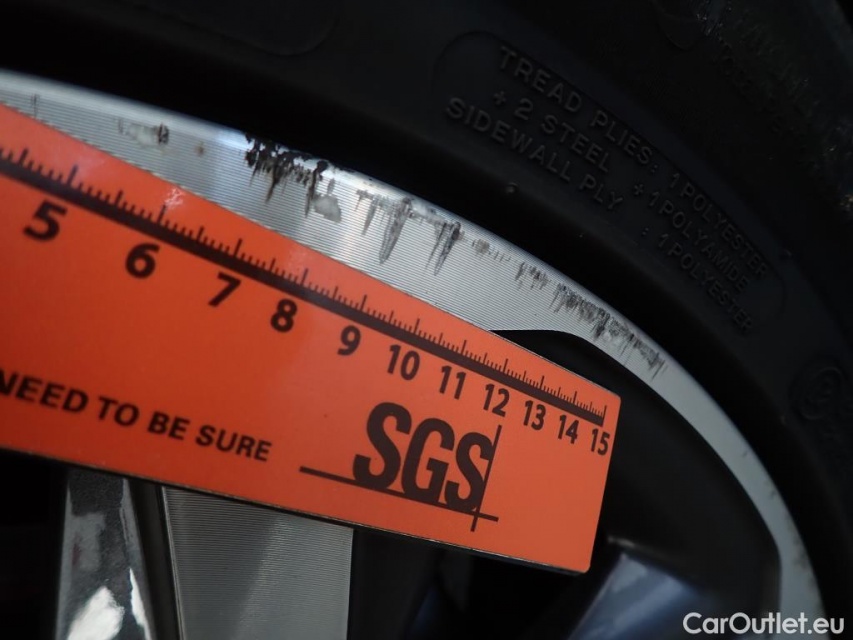 TREAD PLIES: 1 POLYESTER
+ 2 STEEL + 1 POLYAMIDE
SIDEWALL PLY : 1 POLYESTER
5 6 7 8 9 10 11 12 13 14 15
NEED TO BE SURE
SGS
CarOutlet.eu